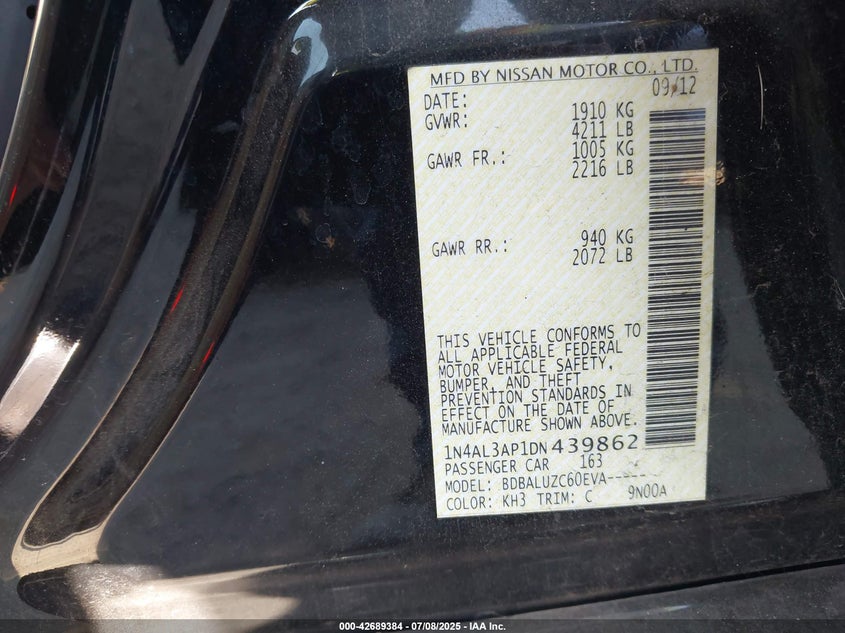 MFD BY NISSAN MOTOR CO., LTD.
DATE: 09/12
GVWR: 1910 KG
4211 LB
GAWR FR.: 1005 KG
2216 LB
GAWR RR.: 940 KG
2072 LB
THIS VEHICLE CONFORMS TO
ALL APPLICABLE FEDERAL
MOTOR VEHICLE SAFETY,
BUMPER, AND THEFT
PREVENTION STANDARDS IN
EFFECT ON THE DATE OF
MANUFACTURE SHOWN ABOVE.
1N4AL3AP1DN439862
PASSENGER CAR 163
MODEL: BDBALUZC60EVA-----
COLOR: KH3 TRIM: C 9N00A
000-42689384 - 07/08/2025 - IAA Inc.